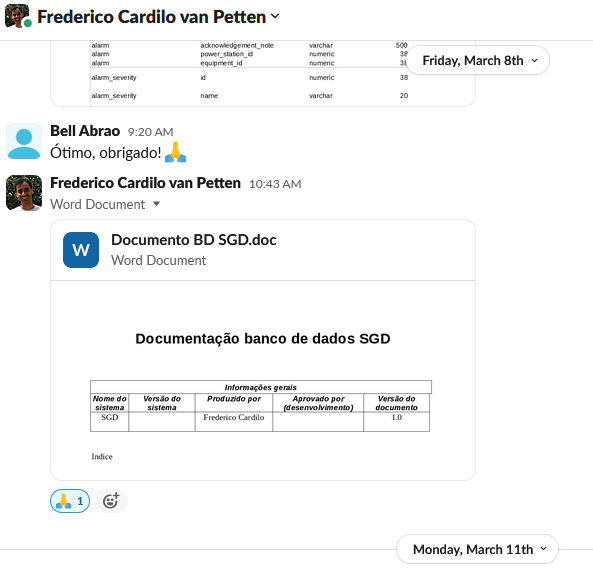 Frederico Cardilo van Petten
alarm acknowledgement_note varchar 500
alarm power_station_id numeric 38
alarm equipment_id numeric 38
Friday, March 8th
alarm_severity id numeric 38
alarm_severity name varchar 20
Bell Abrao 9:20 AM
Ótimo, obrigado! 🙏
Frederico Cardilo van Petten 10:43 AM
Word Document
W
Documento BD SGD.doc
Word Document
Documentação banco de dados SGD
Informações gerais
Nome do sistema Versão do sistema Produzido por Aprovado por (desenvolvimento) Versão do documento
SGD Frederico Cardilo 1.0
Indice
🙏 1
Monday, March 11th